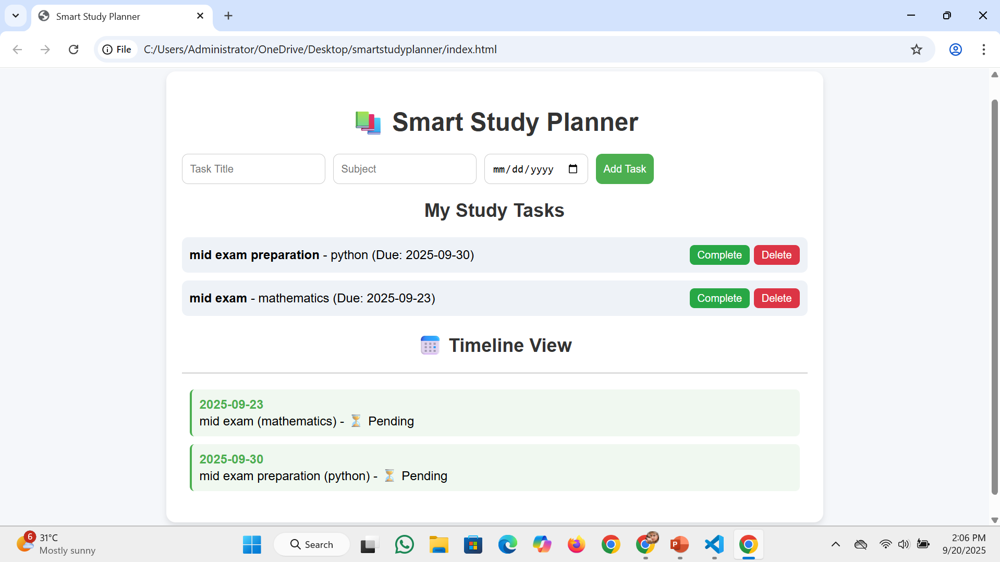 Smart Study Planner
File
C:/Users/Administrator/OneDrive/Desktop/smartstudyplanner/index.html
Smart Study Planner
Task Title
Subject
mm/dd/yyyy
Add Task
My Study Tasks
mid exam preparation - python (Due: 2025-09-30)
Complete
Delete
mid exam - mathematics (Due: 2025-09-23)
Complete
Delete
Timeline View
2025-09-23
mid exam (mathematics) - ⏳ Pending
2025-09-30
mid exam preparation (python) - ⏳ Pending
6
31°C
Mostly sunny
Search
P
2:06 PM
9/20/2025